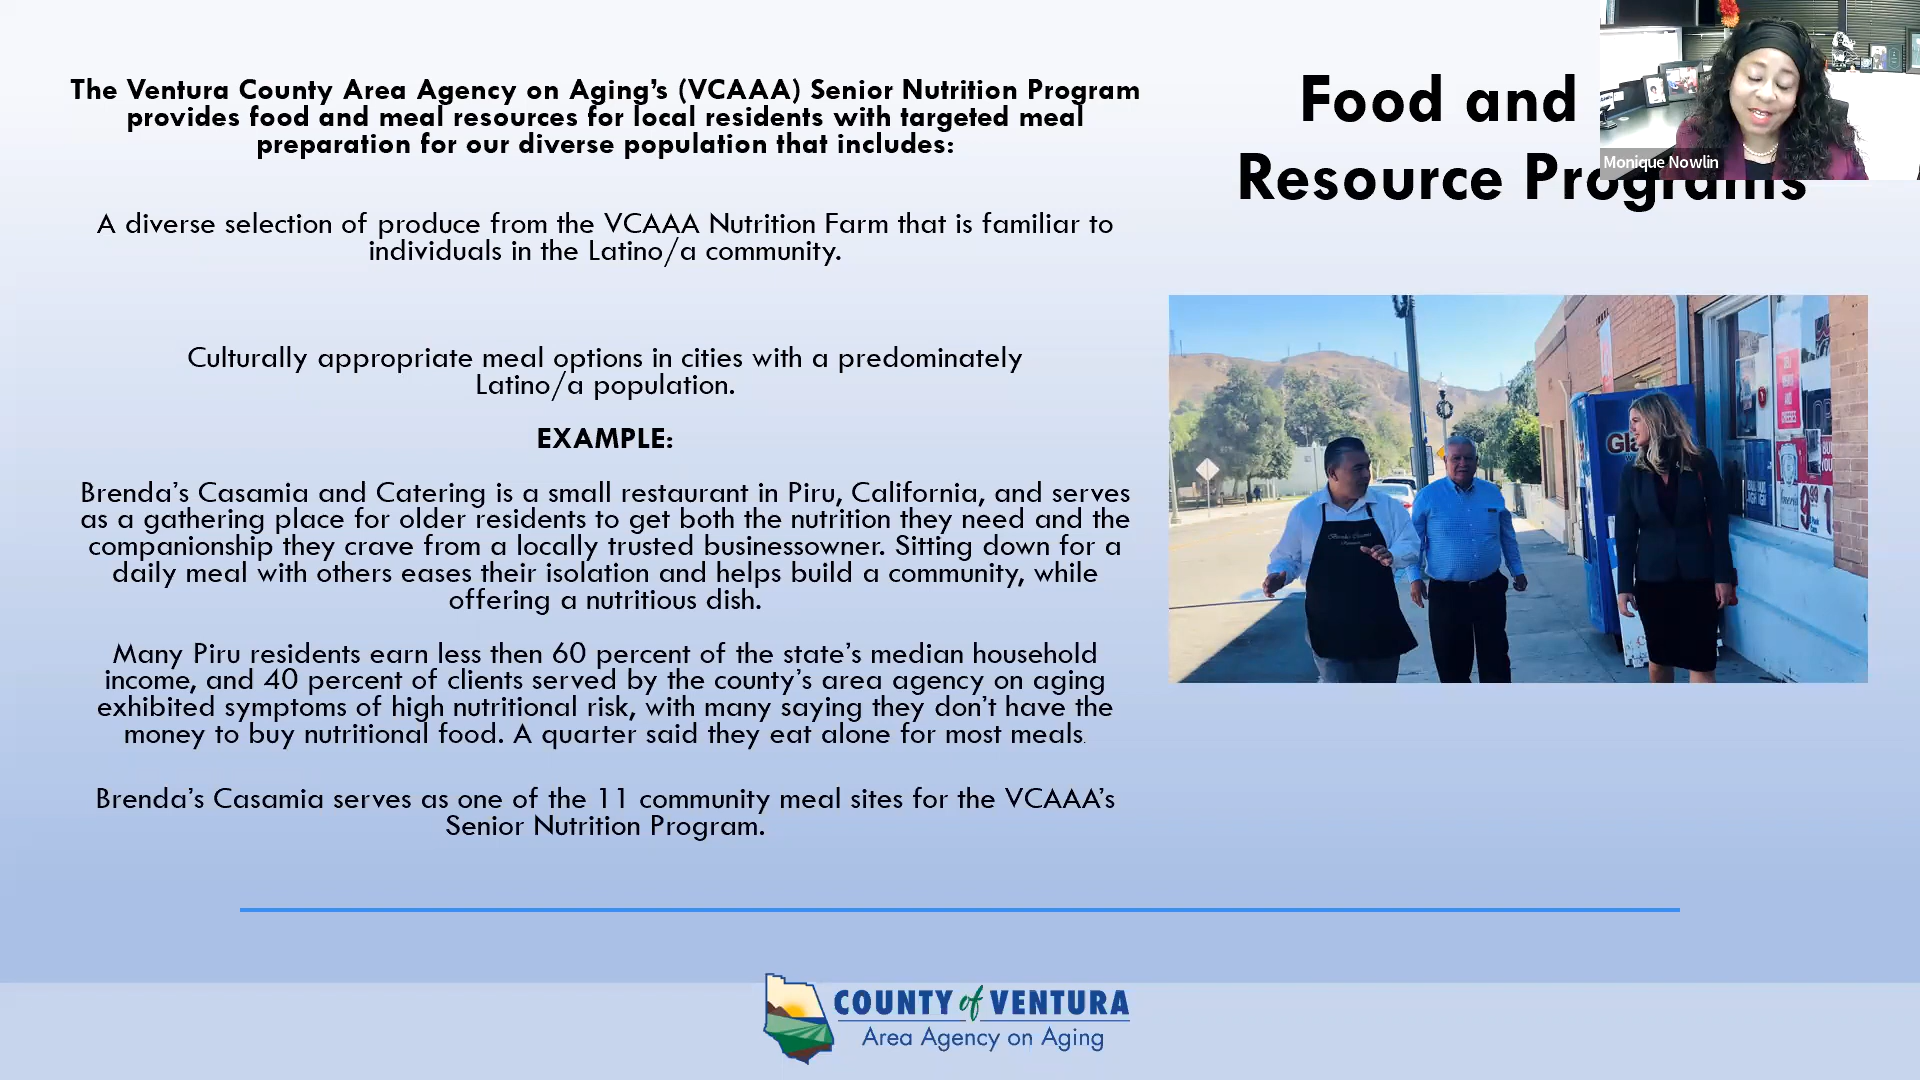 The Ventura County Area Agency on Aging's (VCAAA) Senior Nutrition Program
provides food and meal resources for local residents with targeted meal
preparation for our diverse population that includes:
A diverse selection of produce from the VCAAA Nutrition Farm that is familiar to
individuals in the Latino/a community.
Culturally appropriate meal options in cities with a predominately
Latino/a population.
EXAMPLE:
Brenda's Casamia and Catering is a small restaurant in Piru, California, and serves
as a gathering place for older residents to get both the nutrition they need and the
companionship they crave from a locally trusted businessowner. Sitting down for a
daily meal with others eases their isolation and helps build a community, while
offering a nutritious dish.
Many Piru residents earn less then 60 percent of the state's median household
income, and 40 percent of clients served by the county's area agency on aging
exhibited symptoms of high nutritional risk, with many saying they don't have the
money to buy nutritional food. A quarter said they eat alone for most meals.
Brenda's Casamia serves as one of the 11 community meal sites for the VCAAA's
Senior Nutrition Program.
Food and
Resource Programs
Monique Nowlin
COUNTY of VENTURA
Area Agency on Aging